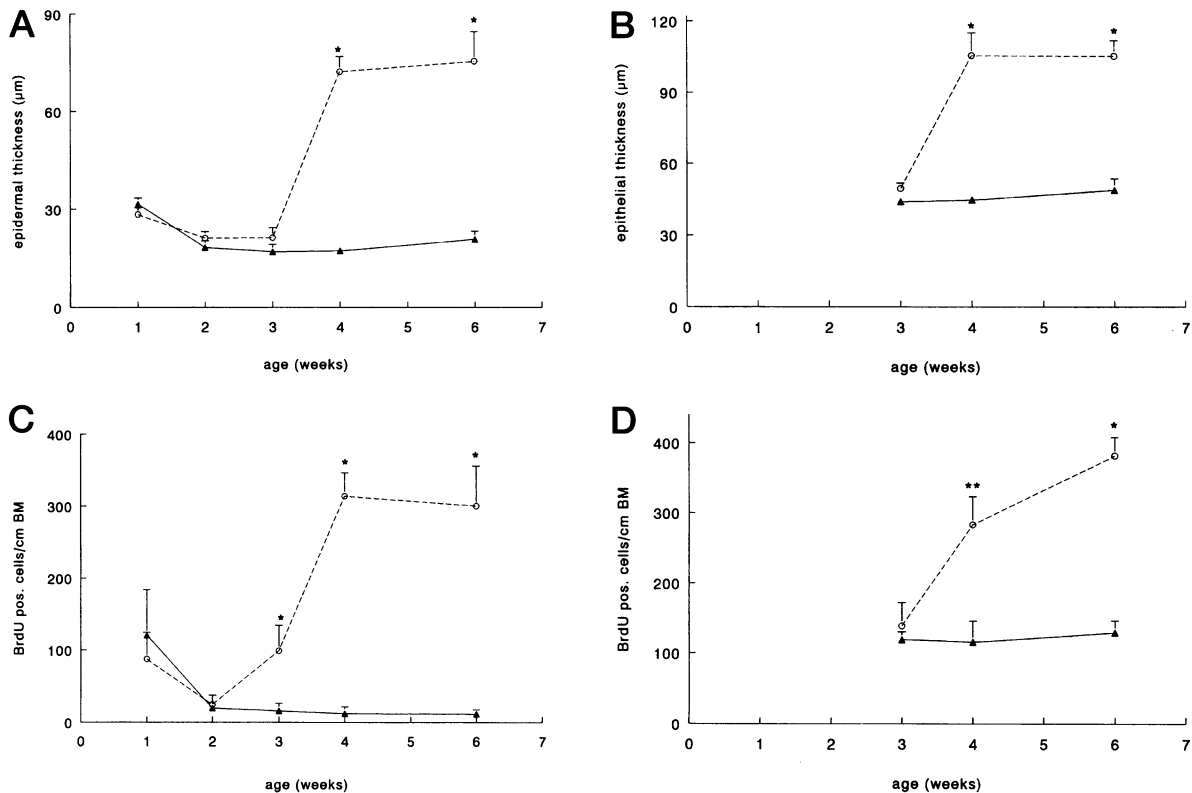 A
90
*
*
60
30
0
epidermal thickness (μm)
0 1 2 3 4 5 6 7
age (weeks)
B
120
*
*
90
60
30
0
epithelial thickness (μm)
0 1 2 3 4 5 6 7
age (weeks)
C
400
*
*
300
200
*
100
0
BrdU pos. cells/cm BM
0 1 2 3 4 5 6 7
age (weeks)
D
*
400
**
300
200
100
0
BrdU pos. cells/cm BM
0 1 2 3 4 5 6 7
age (weeks)